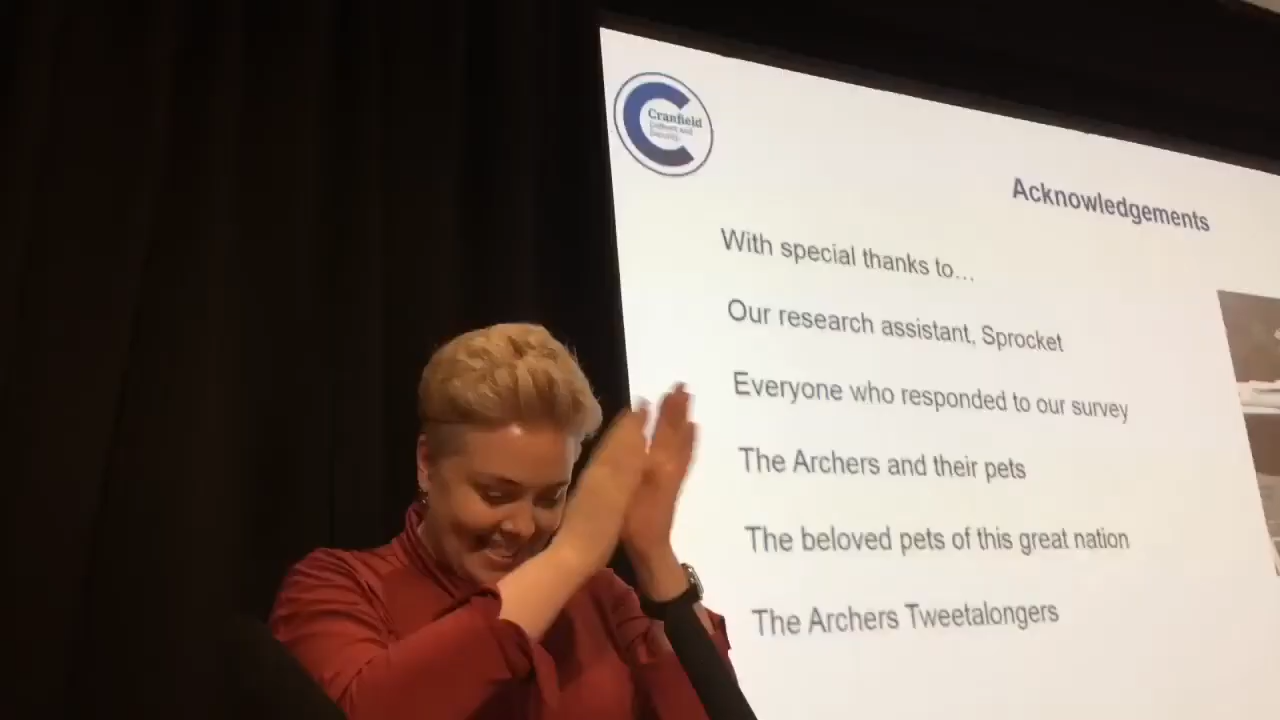 Cranfield
Acknowledgements
With special thanks to…
Our research assistant, Sprocket
Everyone who responded to our survey
The Archers and their pets
The beloved pets of this great nation
The Archers Tweetalongers